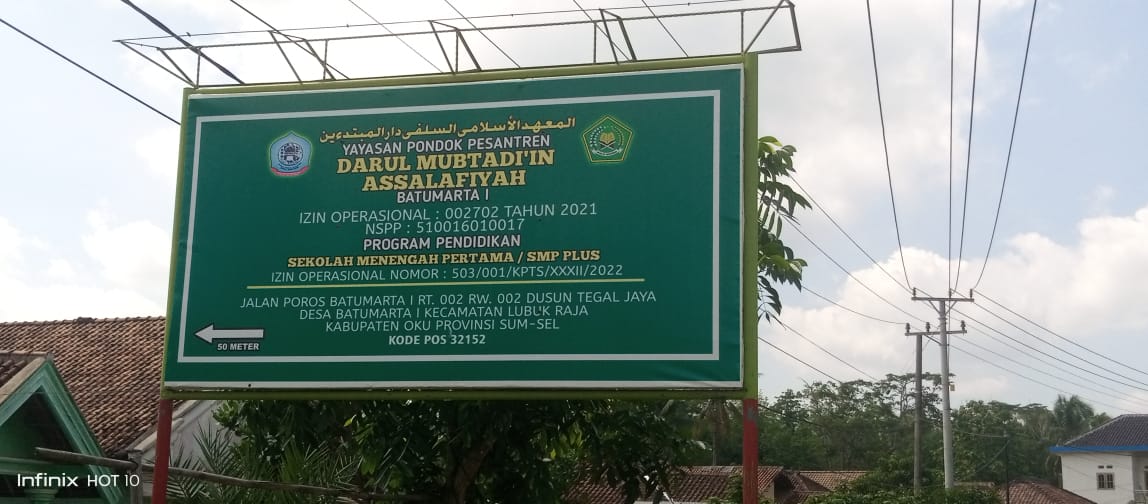 المعهد الأسلامى السلفى دار المبتدءين
YAYASAN PONDOK PESANTREN
DARUL MUBTADI'IN
ASSALAFIYAH
BATUMARTA I
IZIN OPERASIONAL : 002702 TAHUN 2021
NSPP : 510016010017
PROGRAM PENDIDIKAN
SEKOLAH MENENGAH PERTAMA / SMP PLUS
IZIN OPERASIONAL NOMOR : 503/001/KPTS/XXXII/2022
JALAN POROS BATUMARTA I RT. 002 RW. 002 DUSUN TEGAL JAYA
DESA BATUMARTA I KECAMATAN LUBUK RAJA
KABUPATEN OKU PROVINSI SUM-SEL
KODE POS 32152
50 METER
Infinix HOT 10